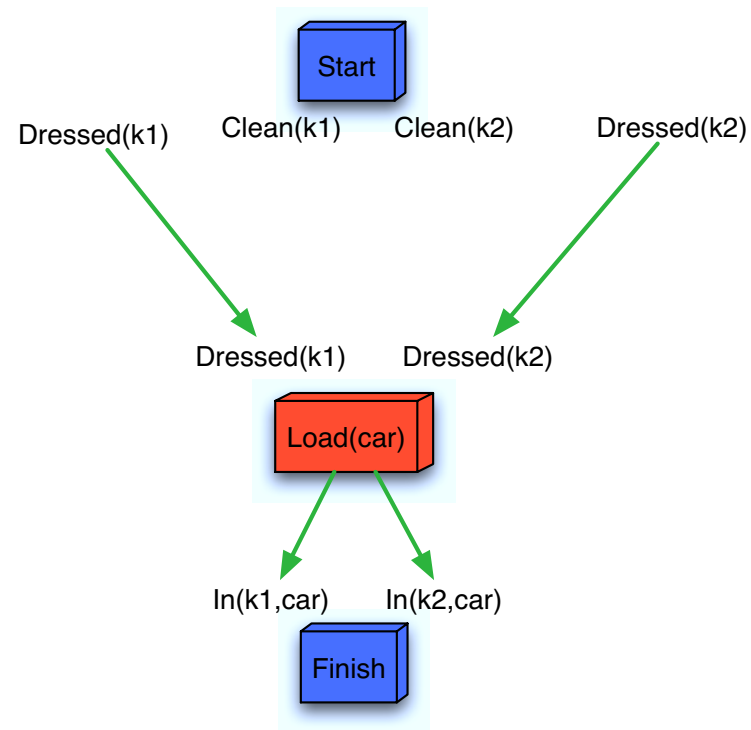 Start
Dressed(k1) Clean(k1) Clean(k2) Dressed(k2)
Dressed(k1) Dressed(k2)
Load(car)
In(k1,car) In(k2,car)
Finish